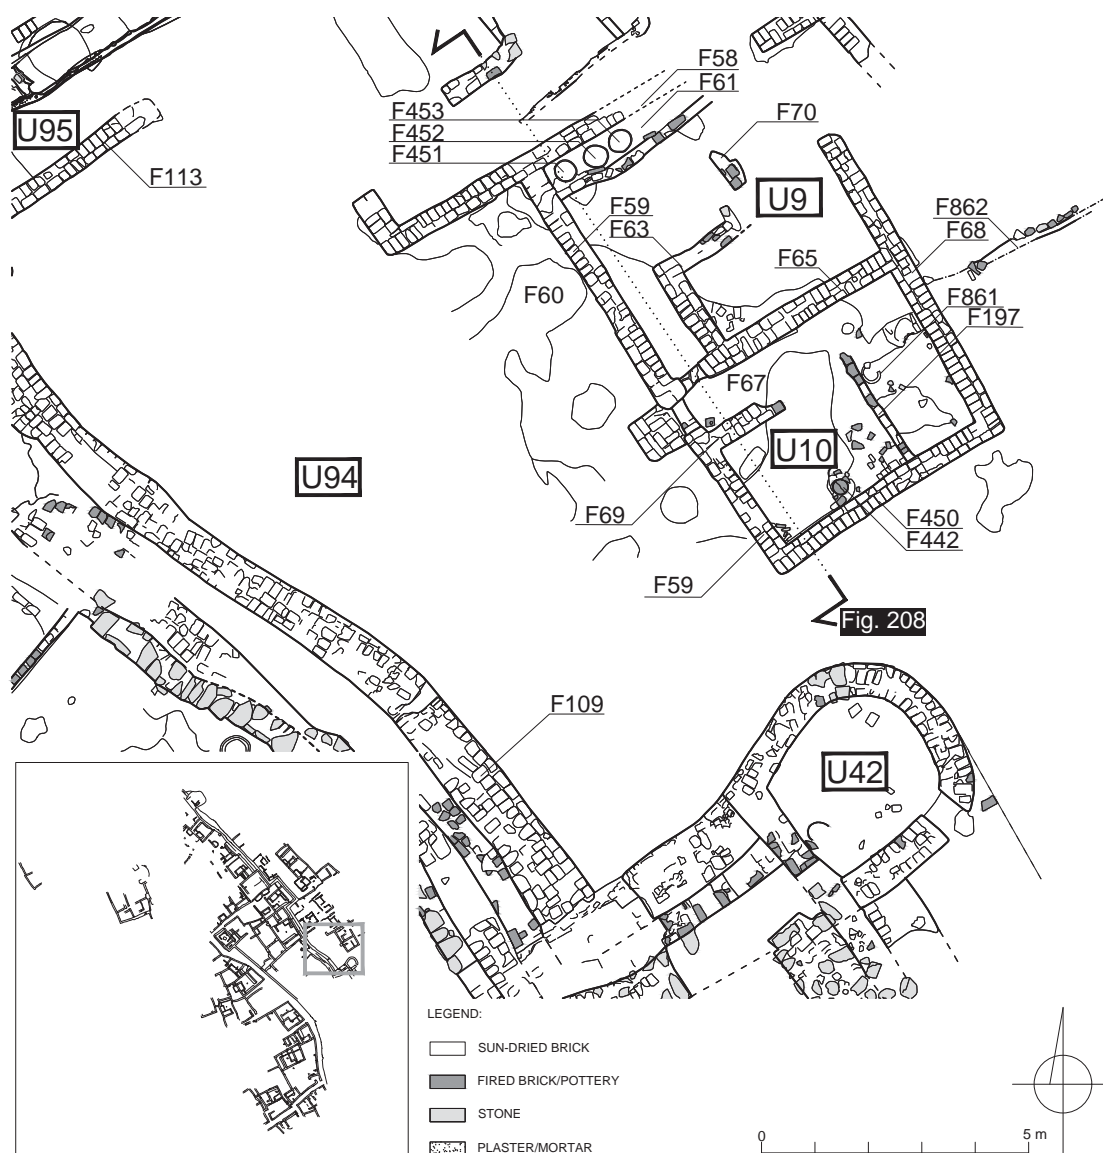 F58
F61
F453
F452
F451
F70
U95
F113
U9
F59
F63
F862
F68
F65
F60
F861
F197
F67
U10
U94
F69
F450
F442
F59
Fig. 208
F109
U42
LEGEND:
SUN-DRIED BRICK
FIRED BRICK/POTTERY
STONE
PLASTER/MORTAR
0 5 m